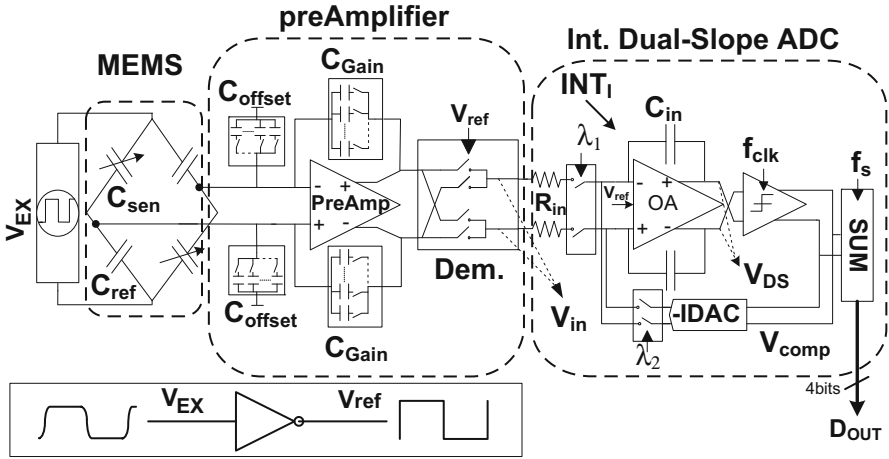 preAmplifier
Int. Dual-Slope ADC
MEMS
INT_I
C_offset
C_Gain
C_in
V_ref
λ_1
f_clk
f_s
C_sen
V_EX
- +
PreAmp
+ -
R_in
V_ref
- +
OA
+ -
SUM
C_ref
Dem.
V_DS
-IDAC
C_offset
C_Gain
V_in
λ_2
V_comp
4bits
D_OUT
V_EX
Vref